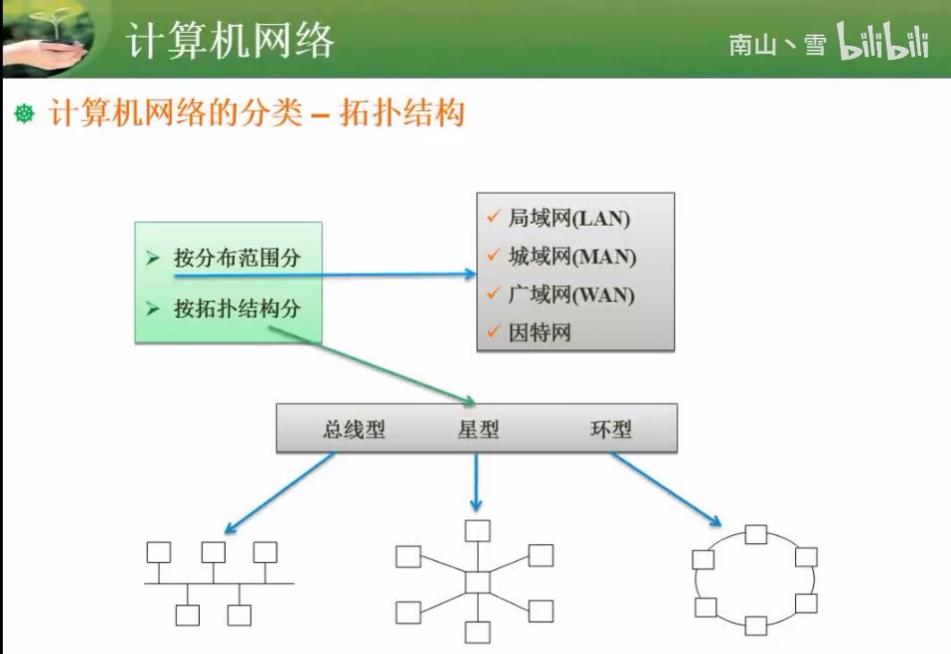 计算机网络
南山丶雪 bilibili
计算机网络的分类 – 拓扑结构
按分布范围分
按拓扑结构分
局域网(LAN)
城域网(MAN)
广域网(WAN)
因特网
总线型 星型 环型